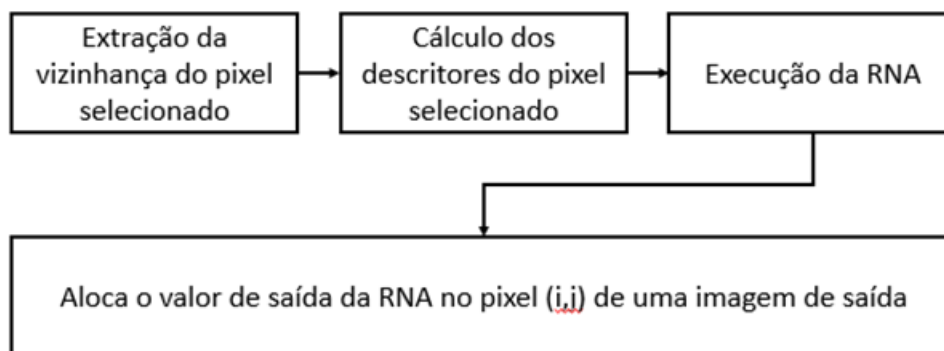 Extração da
vizinhança do pixel
selecionado
Cálculo dos
descritores do pixel
selecionado
Execução da RNA
Aloca o valor de saída da RNA no pixel (i,j) de uma imagem de saída